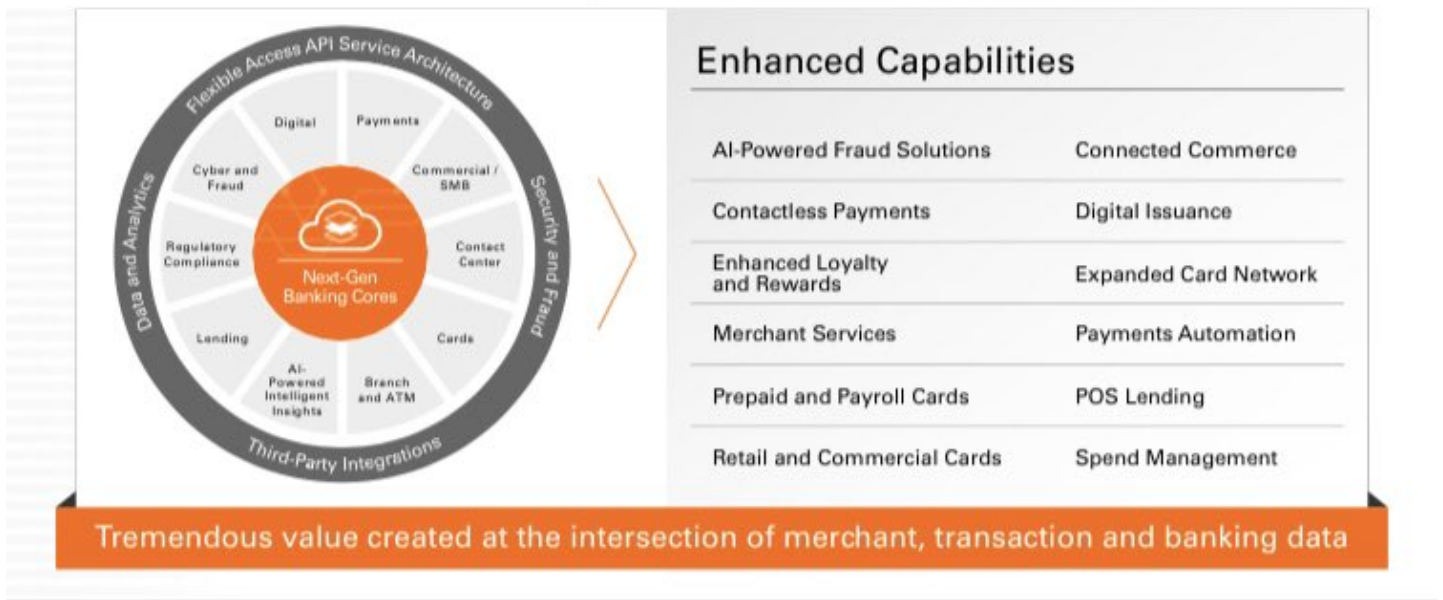 Flexible Access API Service Architecture
Security and Fraud
Third-Party Integrations
Data and Analytics
Digital
Payments
Commercial /
SMB
Contact
Center
Cards
Branch
and ATM
AI-
Powered
Intelligent
Insights
Lending
Regulatory
Compliance
Cyber and
Fraud
Next-Gen
Banking Cores
Enhanced Capabilities
AI-Powered Fraud Solutions
Connected Commerce
Contactless Payments
Digital Issuance
Enhanced Loyalty
and Rewards
Expanded Card Network
Merchant Services
Payments Automation
Prepaid and Payroll Cards
POS Lending
Retail and Commercial Cards
Spend Management
Tremendous value created at the intersection of merchant, transaction and banking data